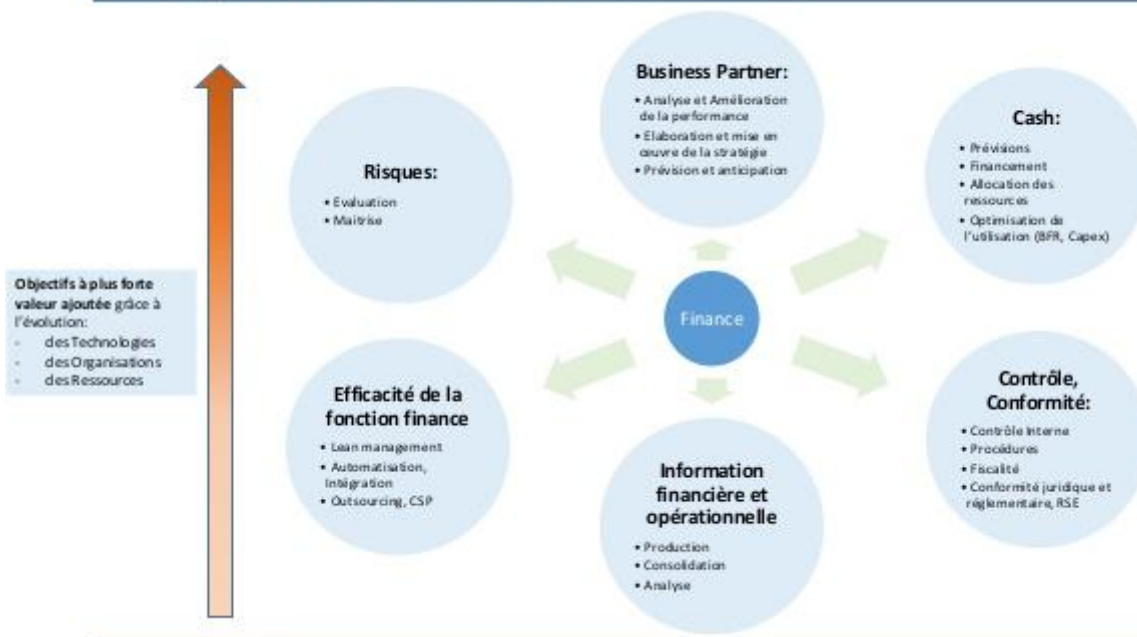 Business Partner:
• Analyse et Amélioration
de la performance
• Elaboration et mise en
œuvre de la stratégie
• Prévision et anticipation
Cash:
• Prévisions
• Financement
• Allocation des
ressources
• Optimisation de
l'utilisation (BFR, Capex)
Risques:
• Evaluation
• Maitrise
Objectifs à plus forte
valeur ajoutée grâce à
l'évolution:
- des Technologies
- des Organisations
- des Ressources
Finance
Efficacité de la
fonction finance
• Lean management
• Automatisation,
Intégration
• Outsourcing, CSP
Information
financière et
opérationnelle
• Production
• Consolidation
• Analyse
Contrôle,
Conformité:
• Contrôle Interne
• Procédures
• Fiscalité
• Conformité juridique et
réglementaire, RSE